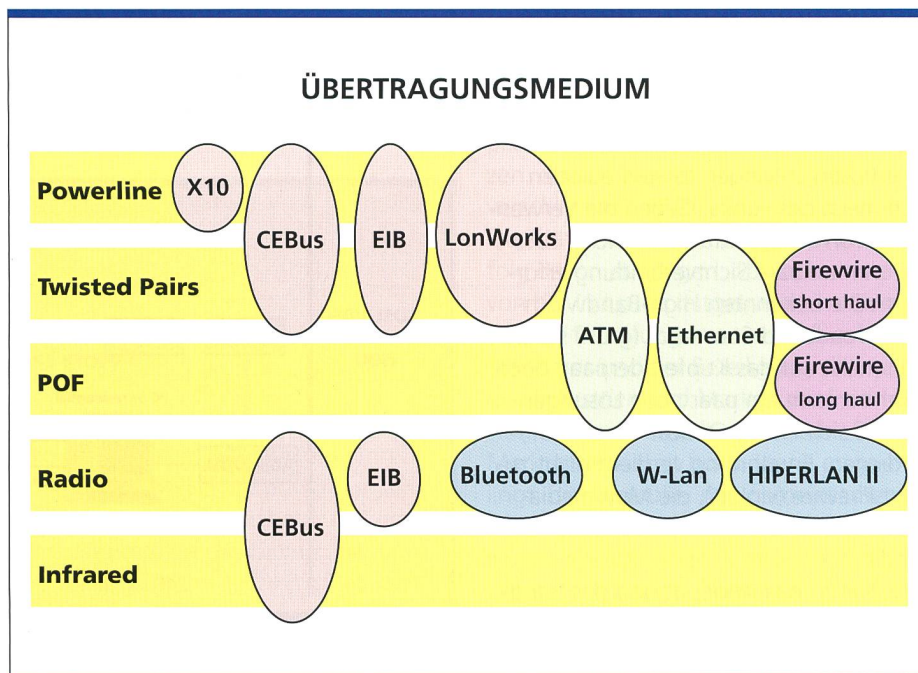 ÜBERTRAGUNGSMEDIUM
Powerline
X10
CEBus
EIB
LonWorks
Twisted Pairs
Firewire
short haul
ATM
Ethernet
POF
Firewire
long haul
Radio
EIB
Bluetooth
W-Lan
HIPERLAN II
CEBus
Infrared